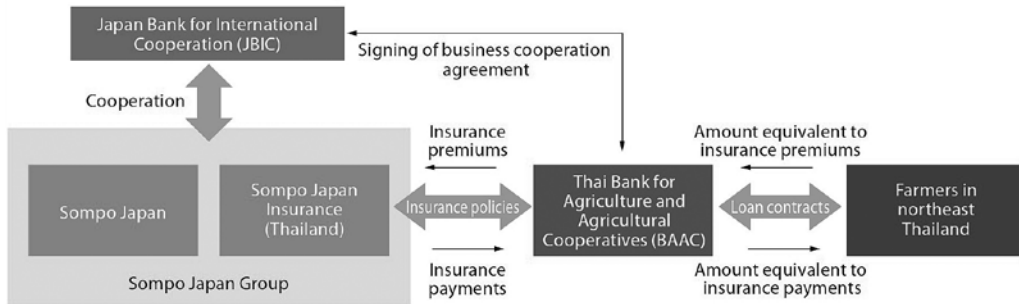 Japan Bank for International
Cooperation (JBIC)
Signing of business cooperation
agreement
Cooperation
Insurance
premiums
Amount equivalent to
insurance premiums
Sompo Japan
Sompo Japan
Insurance
(Thailand)
Insurance policies
Thai Bank for
Agriculture and
Agricultural
Cooperatives (BAAC)
Loan contracts
Farmers in
northeast
Thailand
Sompo Japan Group
Insurance
payments
Amount equivalent to
insurance payments